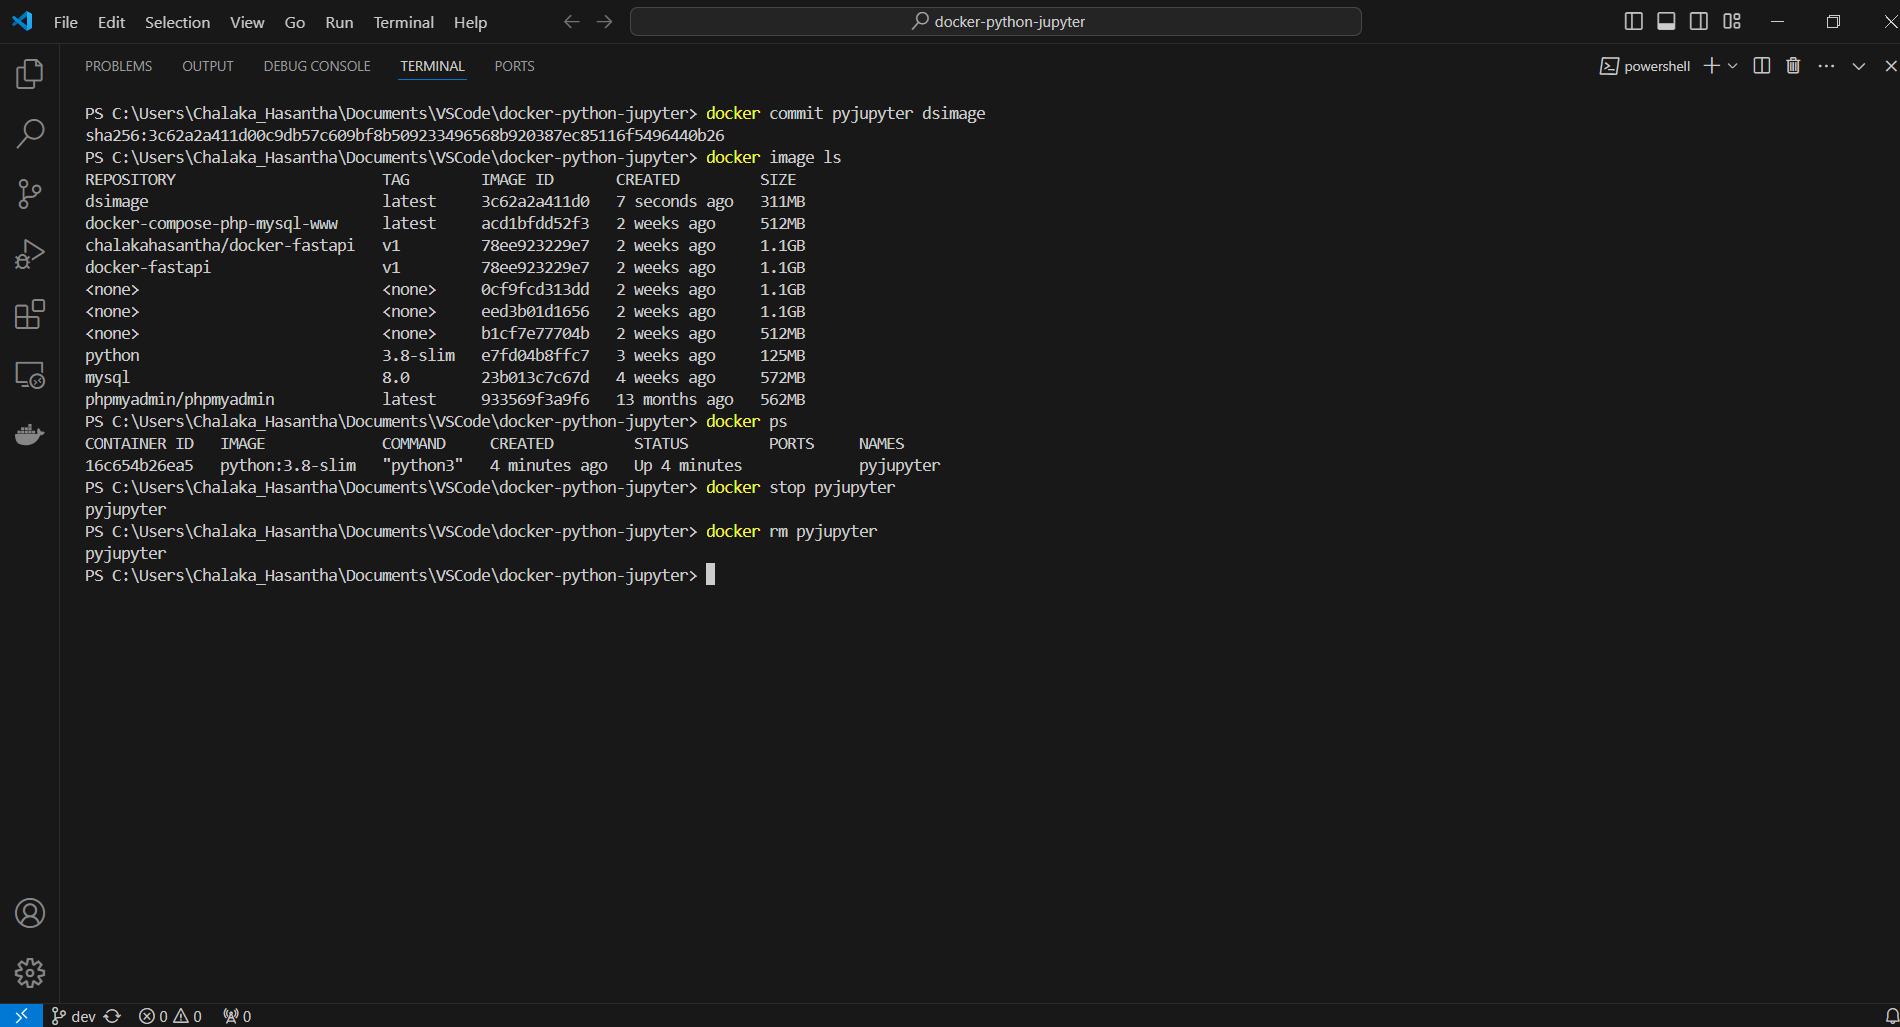 File Edit Selection View Go Run Terminal Help docker-python-jupyter
PROBLEMS OUTPUT DEBUG CONSOLE TERMINAL PORTS powershell
PS C:\Users\Chalaka_Hasantha\Documents\VSCode\docker-python-jupyter> docker commit pyjupyter dsimage
sha256:3c62a2a411d00c9db57c609bf8b509233496568b920387ec85116f5496440b26
PS C:\Users\Chalaka_Hasantha\Documents\VSCode\docker-python-jupyter> docker image ls
REPOSITORY TAG IMAGE ID CREATED SIZE
dsimage latest 3c62a2a411d0 7 seconds ago 311MB
docker-compose-php-mysql-www latest acd1bfdd52f3 2 weeks ago 512MB
chalakahasantha/docker-fastapi v1 78ee923229e7 2 weeks ago 1.1GB
docker-fastapi v1 78ee923229e7 2 weeks ago 1.1GB
<none> <none> 0cf9fcd313dd 2 weeks ago 1.1GB
<none> <none> eed3b01d1656 2 weeks ago 1.1GB
<none> <none> b1cf7e77704b 2 weeks ago 512MB
python 3.8-slim e7fd04b8ffc7 3 weeks ago 125MB
mysql 8.0 23b013c7c67d 4 weeks ago 572MB
phpmyadmin/phpmyadmin latest 933569f3a9f6 13 months ago 562MB
PS C:\Users\Chalaka_Hasantha\Documents\VSCode\docker-python-jupyter> docker ps
CONTAINER ID IMAGE COMMAND CREATED STATUS PORTS NAMES
16c654b26ea5 python:3.8-slim "python3" 4 minutes ago Up 4 minutes pyjupyter
PS C:\Users\Chalaka_Hasantha\Documents\VSCode\docker-python-jupyter> docker stop pyjupyter
pyjupyter
PS C:\Users\Chalaka_Hasantha\Documents\VSCode\docker-python-jupyter> docker rm pyjupyter
pyjupyter
PS C:\Users\Chalaka_Hasantha\Documents\VSCode\docker-python-jupyter>
dev 0 0 0